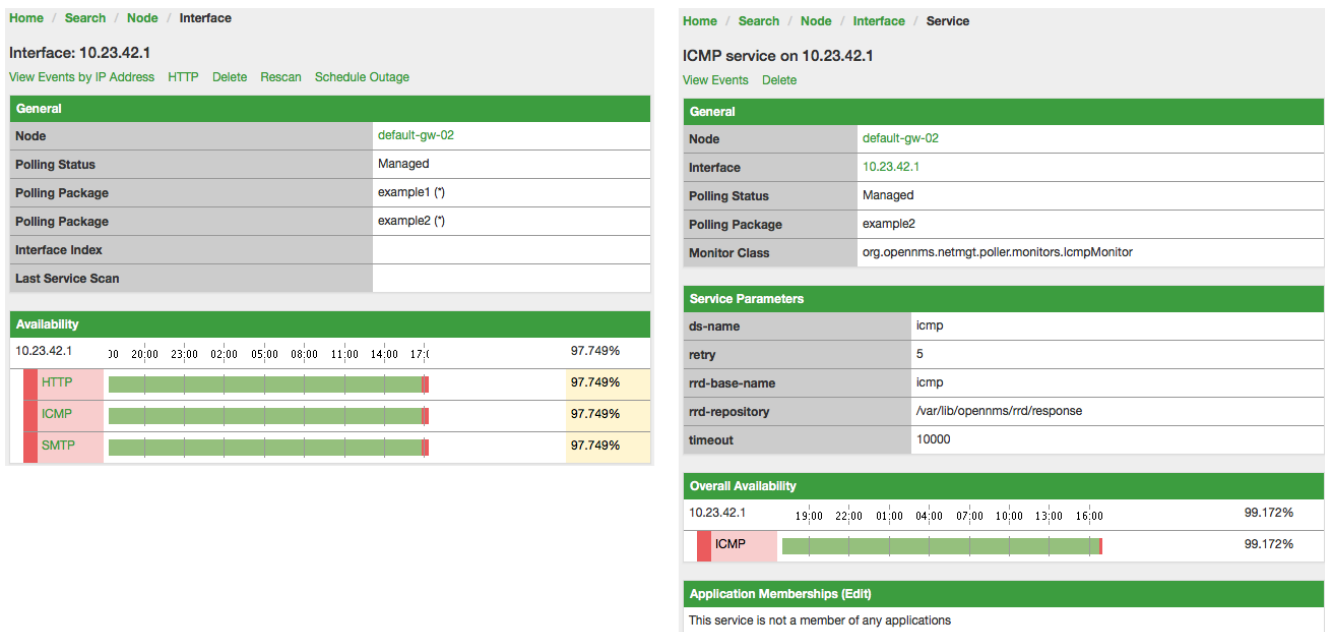 Home / Search / Node / Interface
Interface: 10.23.42.1
View Events by IP Address HTTP Delete Rescan Schedule Outage
General
Node default-gw-02
Polling Status Managed
Polling Package example1 (*)
Polling Package example2 (*)
Interface Index
Last Service Scan
Availability
10.23.42.1 00 20:00 23:00 02:00 05:00 08:00 11:00 14:00 17:( 97.749%
HTTP 97.749%
ICMP 97.749%
SMTP 97.749%
Home / Search / Node / Interface / Service
ICMP service on 10.23.42.1
View Events Delete
General
Node default-gw-02
Interface 10.23.42.1
Polling Status Managed
Polling Package example2
Monitor Class org.opennms.netmgt.poller.monitors.IcmpMonitor
Service Parameters
ds-name icmp
retry 5
rrd-base-name icmp
rrd-repository /var/lib/opennms/rrd/response
timeout 10000
Overall Availability
10.23.42.1 19:00 22:00 01:00 04:00 07:00 10:00 13:00 16:00 99.172%
ICMP 99.172%
Application Memberships (Edit)
This service is not a member of any applications